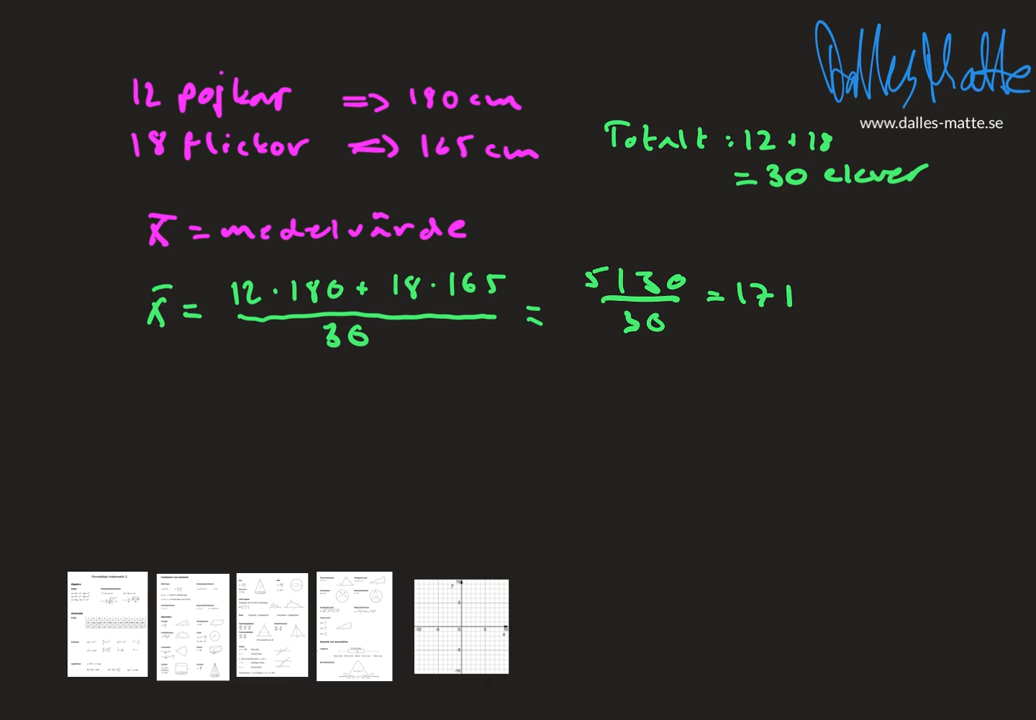 Dalles Matte
www.dalles-matte.se
12 pojkar => 180 cm
18 flickor <=> 165 cm
Totalt : 12 + 18
= 30 elever
x̄ = medelvärde
x̄ = (12 · 180 + 18 · 165) / 30 = 5130 / 30 = 171